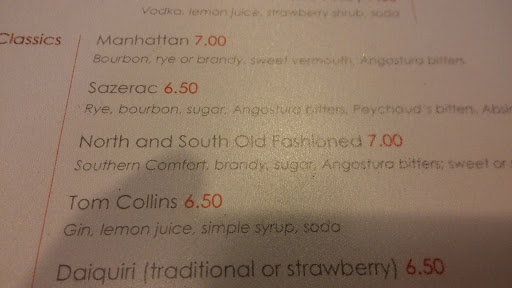 Vodka, lemon juice, strawberry shrub, soda
Classics
Manhattan 7.00
Bourbon, rye or brandy, sweet vermouth, Angostura bitters
Sazerac 6.50
Rye, bourbon, sugar, Angostura bitters, Peychaud's bitters, Absin
North and South Old Fashioned 7.00
Southern Comfort, brandy, sugar, Angostura bitters; sweet or s
Tom Collins 6.50
Gin, lemon juice, simple syrup, soda
Daiquiri (traditional or strawberry) 6.50